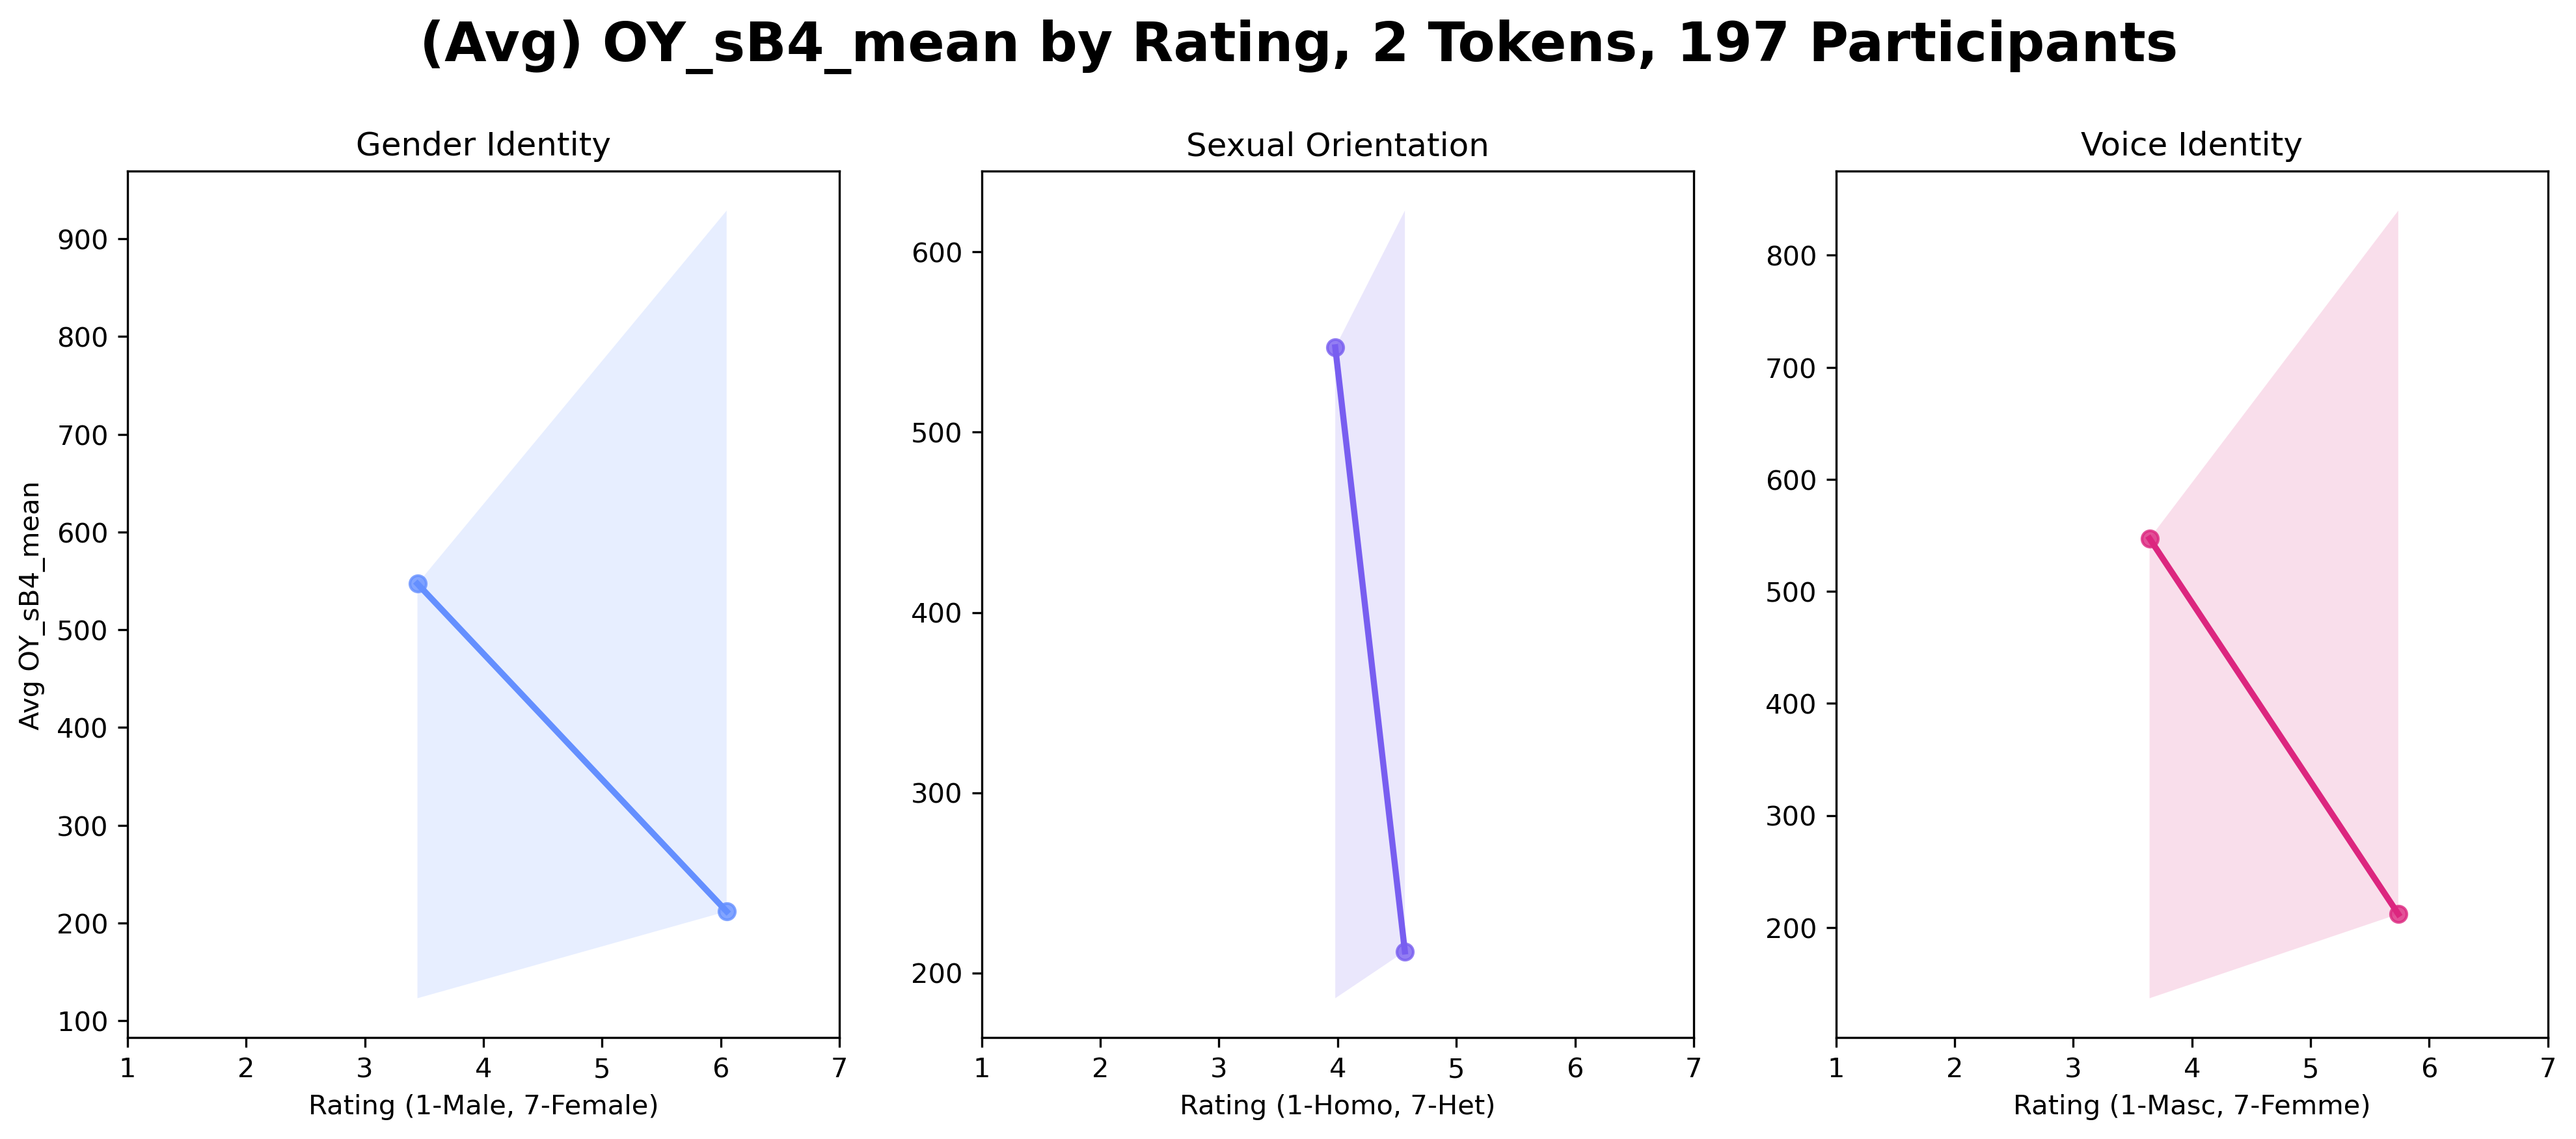 (Avg) OY_sB4_mean by Rating, 2 Tokens, 197 Participants
Gender Identity
Avg OY_sB4_mean
900
800
700
600
500
400
300
200
100
1 2 3 4 5 6 7
Rating (1-Male, 7-Female)
Sexual Orientation
600
500
400
300
200
1 2 3 4 5 6 7
Rating (1-Homo, 7-Het)
Voice Identity
800
700
600
500
400
300
200
1 2 3 4 5 6 7
Rating (1-Masc, 7-Femme)